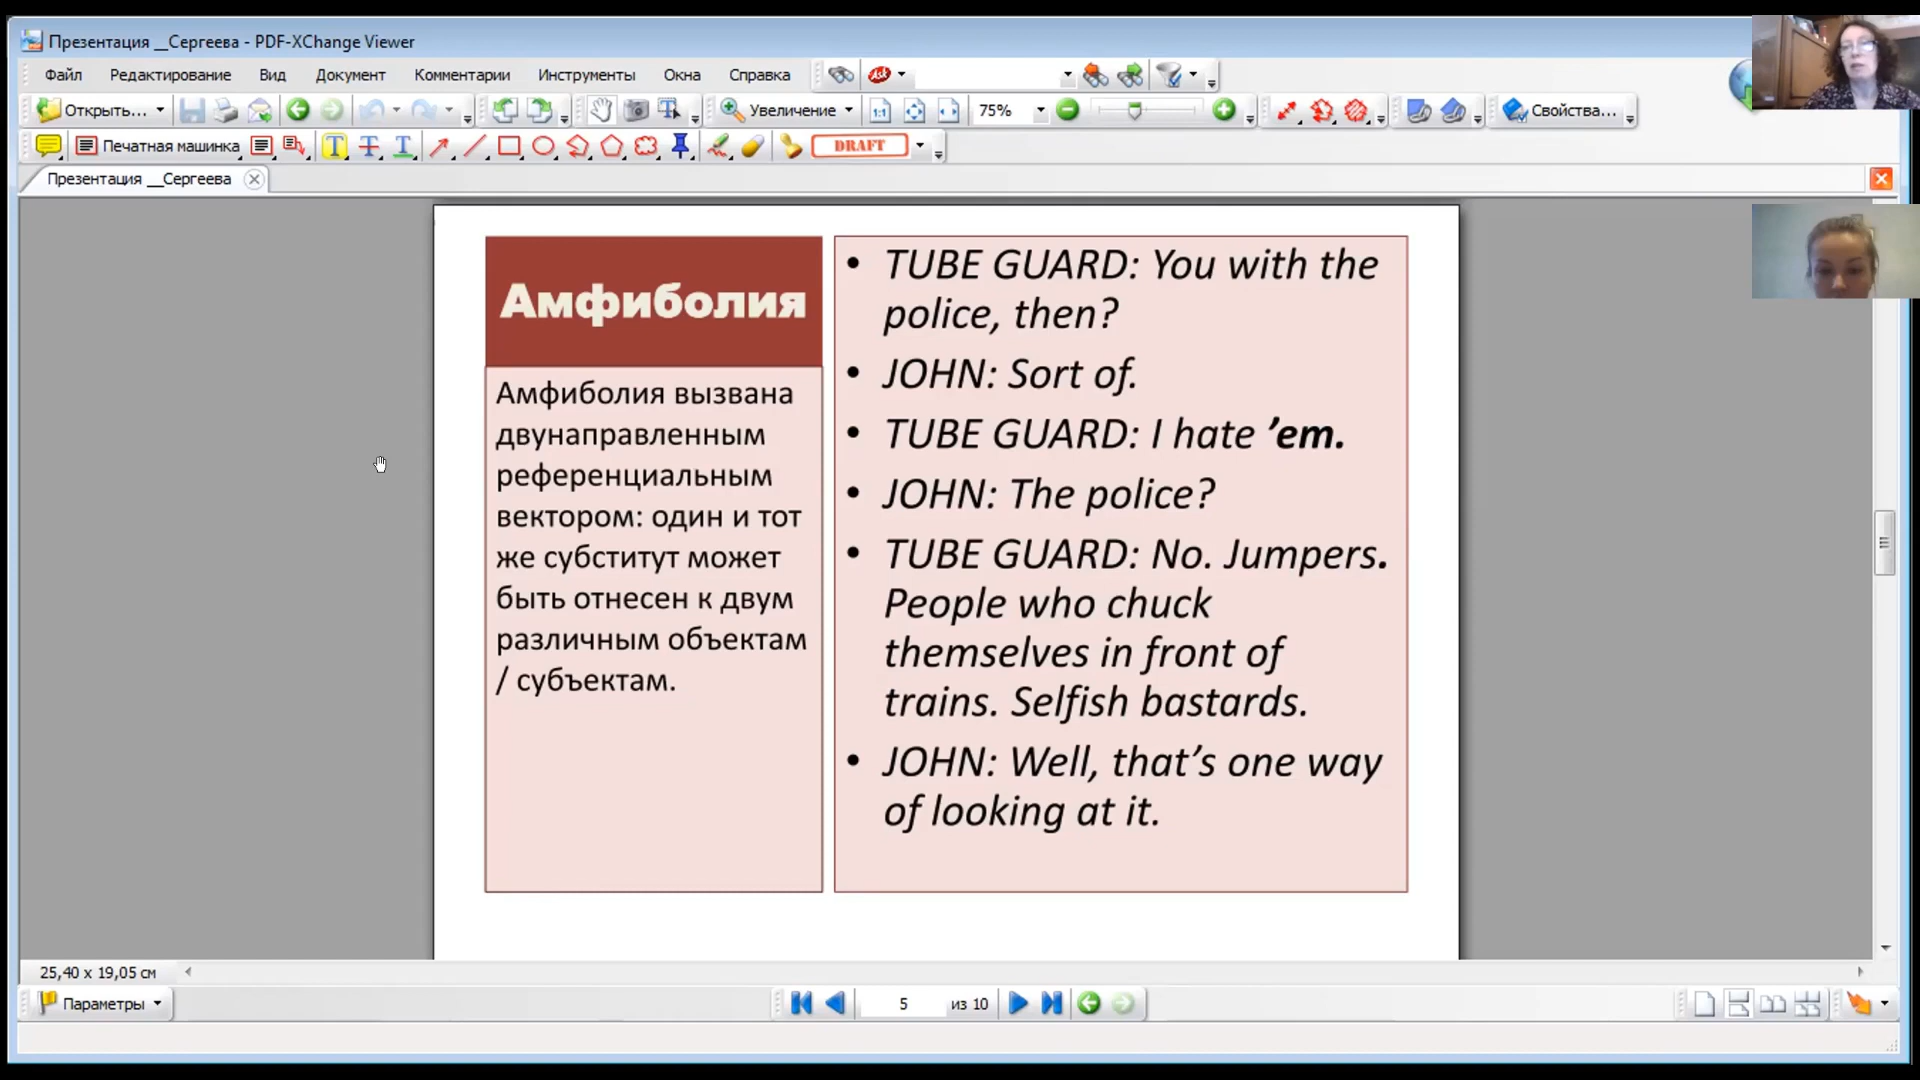 Презентация __Сергеева - PDF-XChange Viewer
Файл Редактирование Вид Документ Комментарии Инструменты Окна Справка
Открыть... Увеличение 1:1 75% Свойства...
Печатная машинка T T T DRAFT
Презентация __Сергеева
Амфиболия
Амфиболия вызвана
двунаправленным
референциальным
вектором: один и тот
же субститут может
быть отнесен к двум
различным объектам
/ субъектам.
• TUBE GUARD: You with the
police, then?
• JOHN: Sort of.
• TUBE GUARD: I hate ’em.
• JOHN: The police?
• TUBE GUARD: No. Jumpers.
People who chuck
themselves in front of
trains. Selfish bastards.
• JOHN: Well, that’s one way
of looking at it.
25,40 x 19,05 см
Параметры 5 из 10